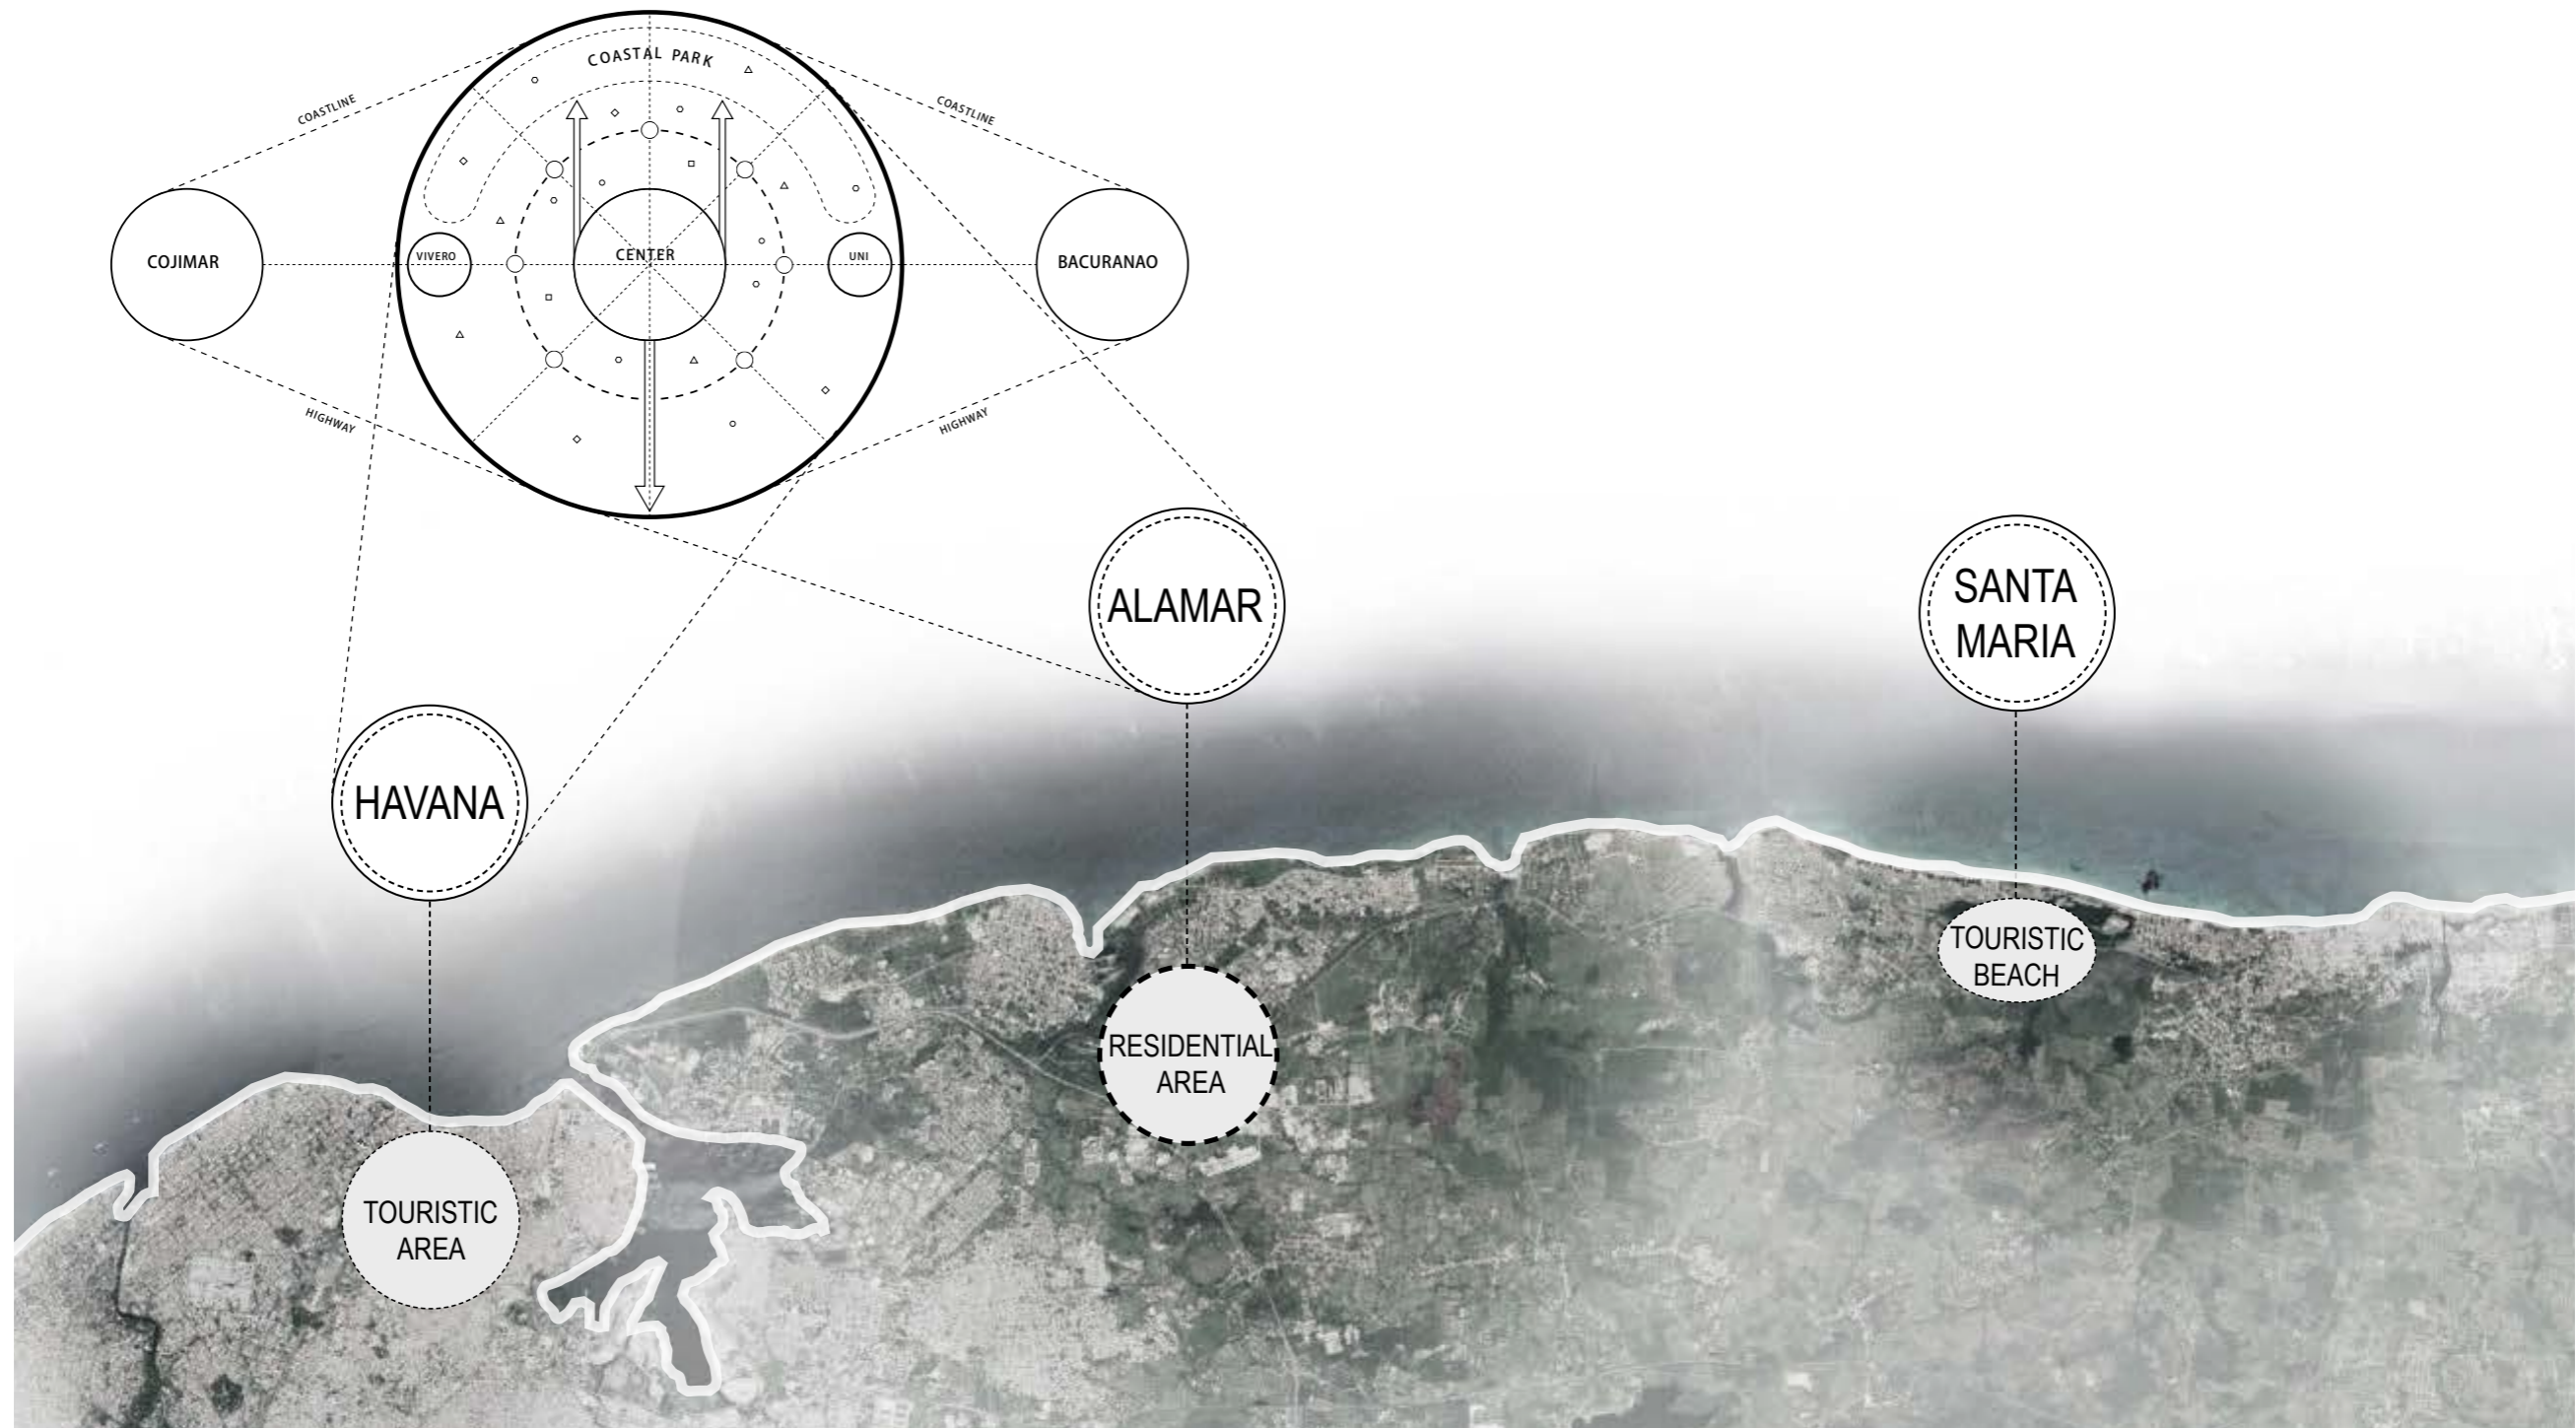 COASTAL PARK
COASTLINE
COASTLINE
COJIMAR
VIVERO
CENTER
UNI
BACURANAO
HIGHWAY
HIGHWAY
ALAMAR
SANTA
MARIA
HAVANA
TOURISTIC
BEACH
RESIDENTIAL
AREA
TOURISTIC
AREA